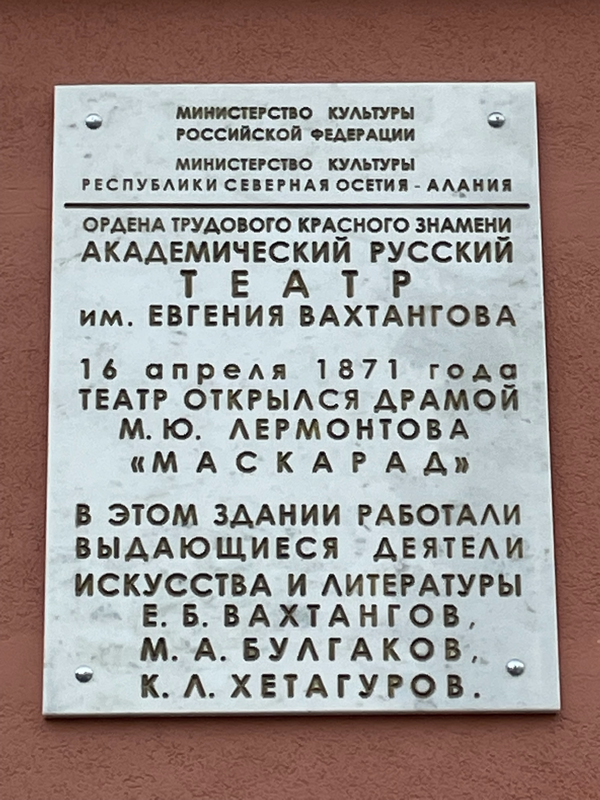 МИНИСТЕРСТВО КУЛЬТУРЫ
РОССИЙСКОЙ ФЕДЕРАЦИИ
МИНИСТЕРСТВО КУЛЬТУРЫ
РЕСПУБЛИКИ СЕВЕРНАЯ ОСЕТИЯ - АЛАНИЯ
ОРДЕНА ТРУДОВОГО КРАСНОГО ЗНАМЕНИ
АКАДЕМИЧЕСКИЙ РУССКИЙ
ТЕАТР
им. ЕВГЕНИЯ ВАХТАНГОВА
16 апреля 1871 года
ТЕАТР ОТКРЫЛСЯ ДРАМОЙ
М. Ю. ЛЕРМОНТОВА
«МАСКАРАД»
В ЭТОМ ЗДАНИИ РАБОТАЛИ
ВЫДАЮЩИЕСЯ ДЕЯТЕЛИ
ИСКУССТВА И ЛИТЕРАТУРЫ
Е. Б. ВАХТАНГОВ,
М. А. БУЛГАКОВ,
К. Л. ХЕТАГУРОВ.